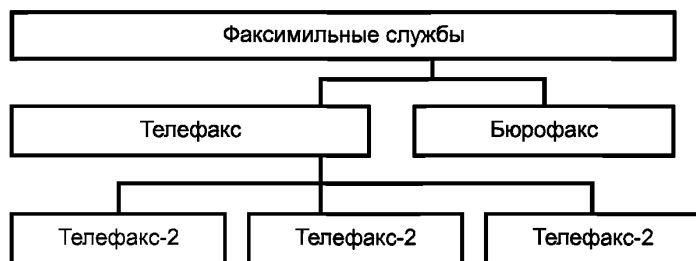 Факсимильные службы
Телефакс
Бюрофакс
Телефакс-2
Телефакс-2
Телефакс-2